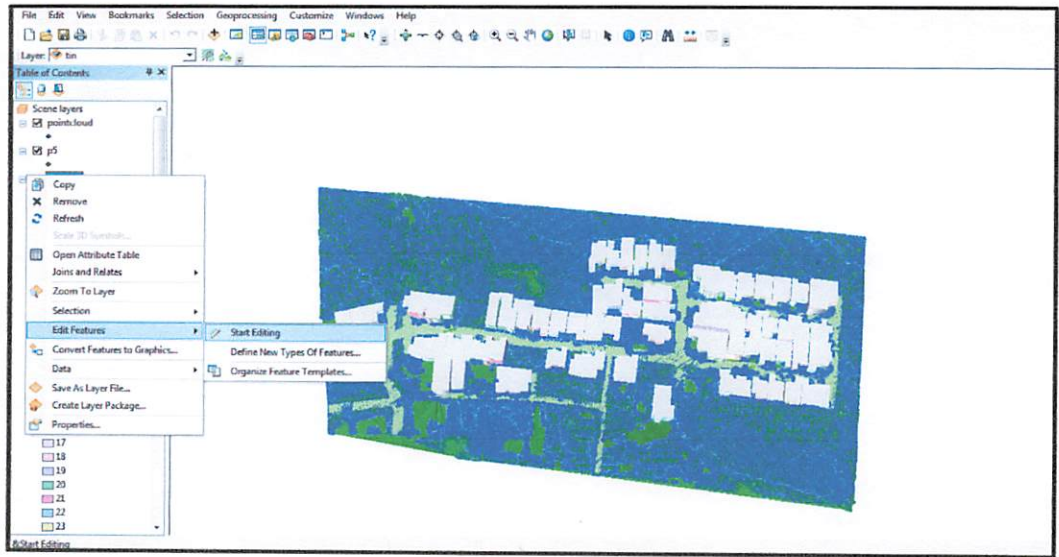 File Edit View Bookmarks Selection Geoprocessing Customize Windows Help
Layer: tin
Table of Contents
Scene layers
pointcloud
p5
Copy
Remove
Refresh
Scale 3D Symbols...
Open Attribute Table
Joins and Relates
Zoom To Layer
Selection
Edit Features
Start Editing
Define New Types Of Features...
Organize Feature Templates...
Convert Features to Graphics...
Data
Save As Layer File...
Create Layer Package...
Properties...
17
18
19
20
21
22
23
&Start Editing